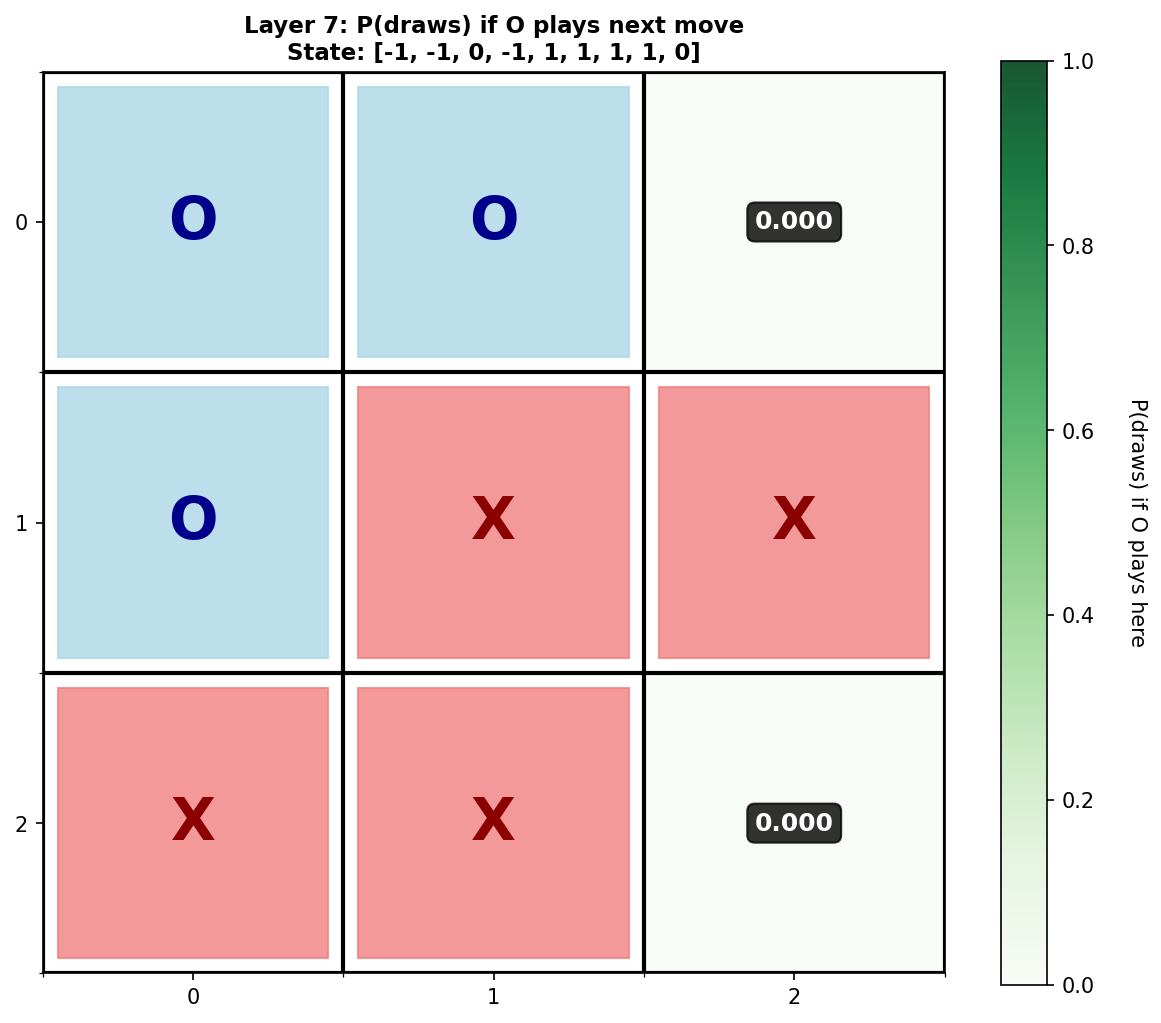 Layer 7: P(draws) if O plays next move
State: [-1, -1, 0, -1, 1, 1, 1, 1, 0]
1.0
0.8
0.6
0.4
0.2
0.0
P(draws) if O plays here
0
O
O
0.000
1
O
X
X
2
X
X
0.000
0
1
2